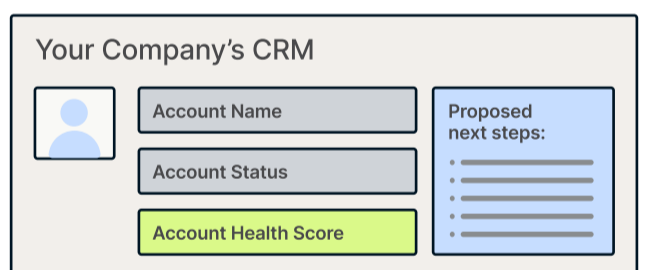 Your Company’s CRM
Account Name
Account Status
Account Health Score
Proposed
next steps: